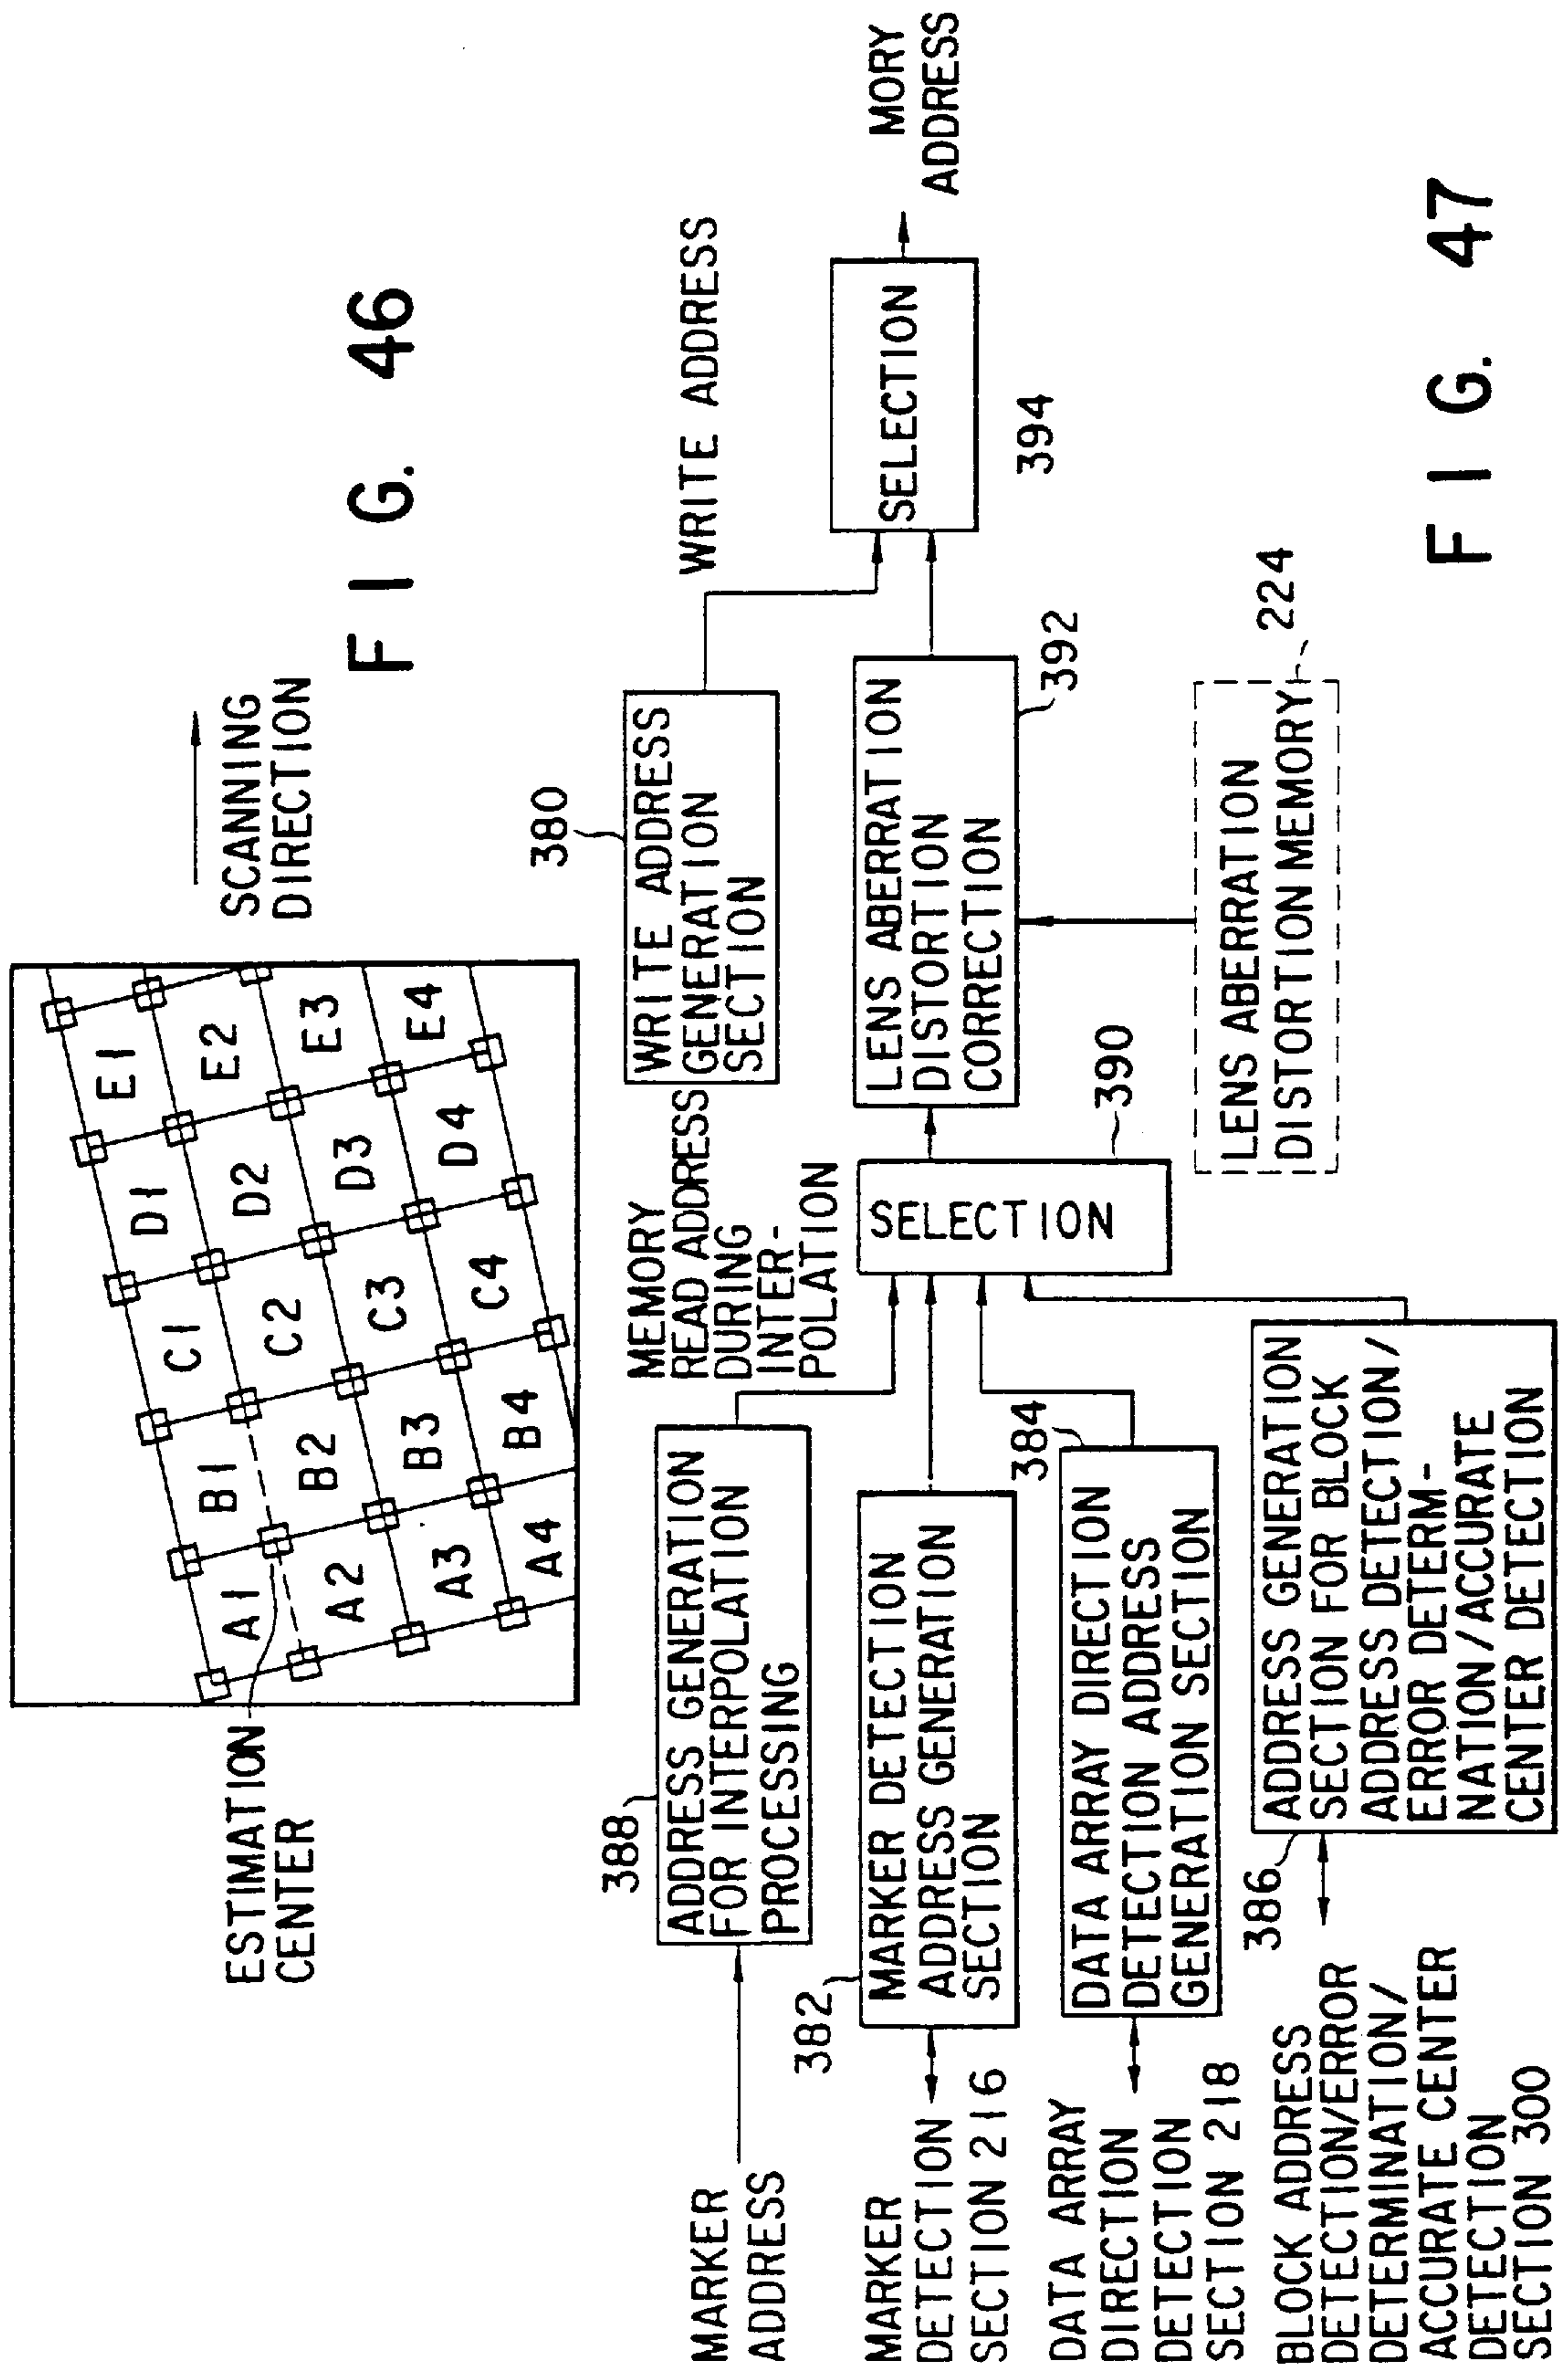 SCANNING
DIRECTION
ESTIMATION
CENTER
A1
B1
C1
D1
E1
A2
B2
C2
D2
E2
A3
B3
C3
D3
E3
A4
B4
C4
D4
E4
FIG. 46
MARKER
ADDRESS
388
ADDRESS GENERATION
FOR INTERPOLATION
PROCESSING
MEMORY
READ ADDRESS
DURING
INTER-
POLATION
380
WRITE ADDRESS
GENERATION
SECTION
WRITE ADDRESS
MARKER
DETECTION
SECTION 216
382
MARKER DETECTION
ADDRESS GENERATION
SECTION
SELECTION
390
LENS ABERRATION
DISTORTION
CORRECTION
392
SELECTION
394
MORY
ADDRESS
DATA ARRAY
DIRECTION
DETECTION
SECTION 218
384
DATA ARRAY DIRECTION
DETECTION ADDRESS
GENERATION SECTION
LENS ABERRATION
DISTORTION MEMORY
224
BLOCK ADDRESS
DETECTION/ERROR
DETERMINATION/
ACCURATE CENTER
DETECTION
SECTION 300
386
ADDRESS GENERATION
SECTION FOR BLOCK
ADDRESS DETECTION/
ERROR DETERM-
NATION/ACCURATE
CENTER DETECTION
FIG. 47